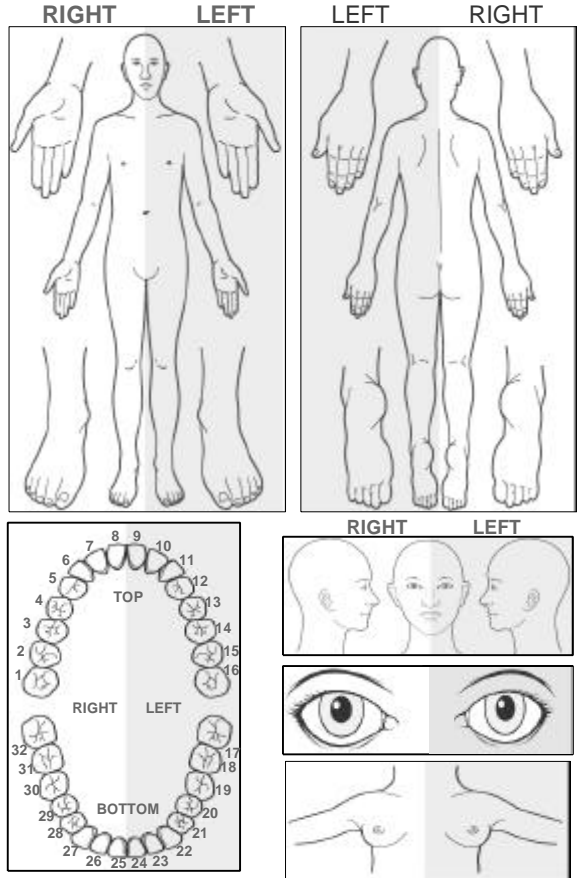 RIGHT LEFT
LEFT RIGHT
8 9
7 10
6 11
5 12
TOP
4 13
3 14
2 15
1 16
RIGHT LEFT
32 17
31 18
30 19
29 20
BOTTOM
28 21
27 22
26 25 24 23
RIGHT LEFT